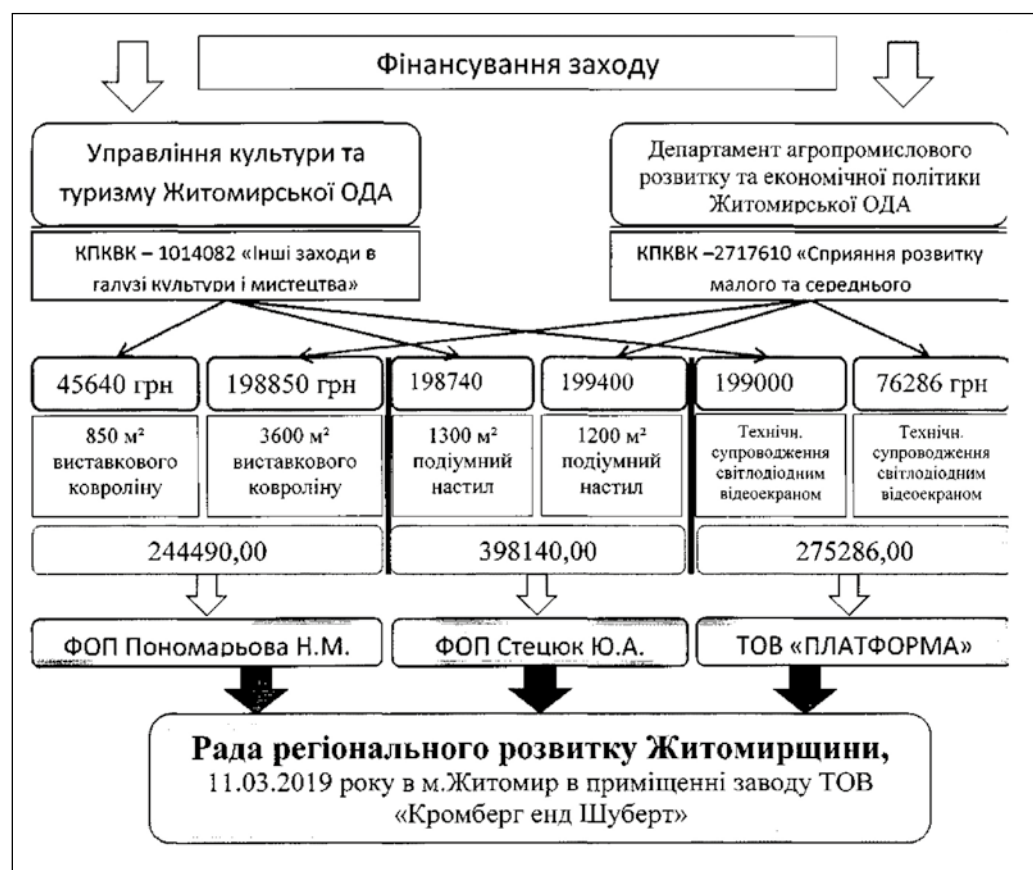 Фінансування заходу
Управління культури та
туризму Житомирської ОДА
Департамент агропромислового
розвитку та економічної політики
Житомирської ОДА
КПКВК – 1014082 «Інші заходи в
галузі культури і мистецтва»
КПКВК –2717610 «Сприяння розвитку
малого та середнього
45640 грн
198850 грн
198740
199400
199000
76286 грн
850 м²
виставкового
ковроліну
3600 м²
виставкового
ковроліну
1300 м²
подіумний
настил
1200 м²
подіумний
настил
Технічн.
супроводження
світлодіодним
відеоекраном
Технічн.
супроводження
світлодіодним
відеоекраном
244490,00
398140,00
275286,00
ФОП Пономарьова Н.М.
ФОП Стецюк Ю.А.
ТОВ «ПЛАТФОРМА»
Рада регіонального розвитку Житомирщини,
11.03.2019 року в м.Житомир в приміщенні заводу ТОВ
«Кромберг енд Шуберт»